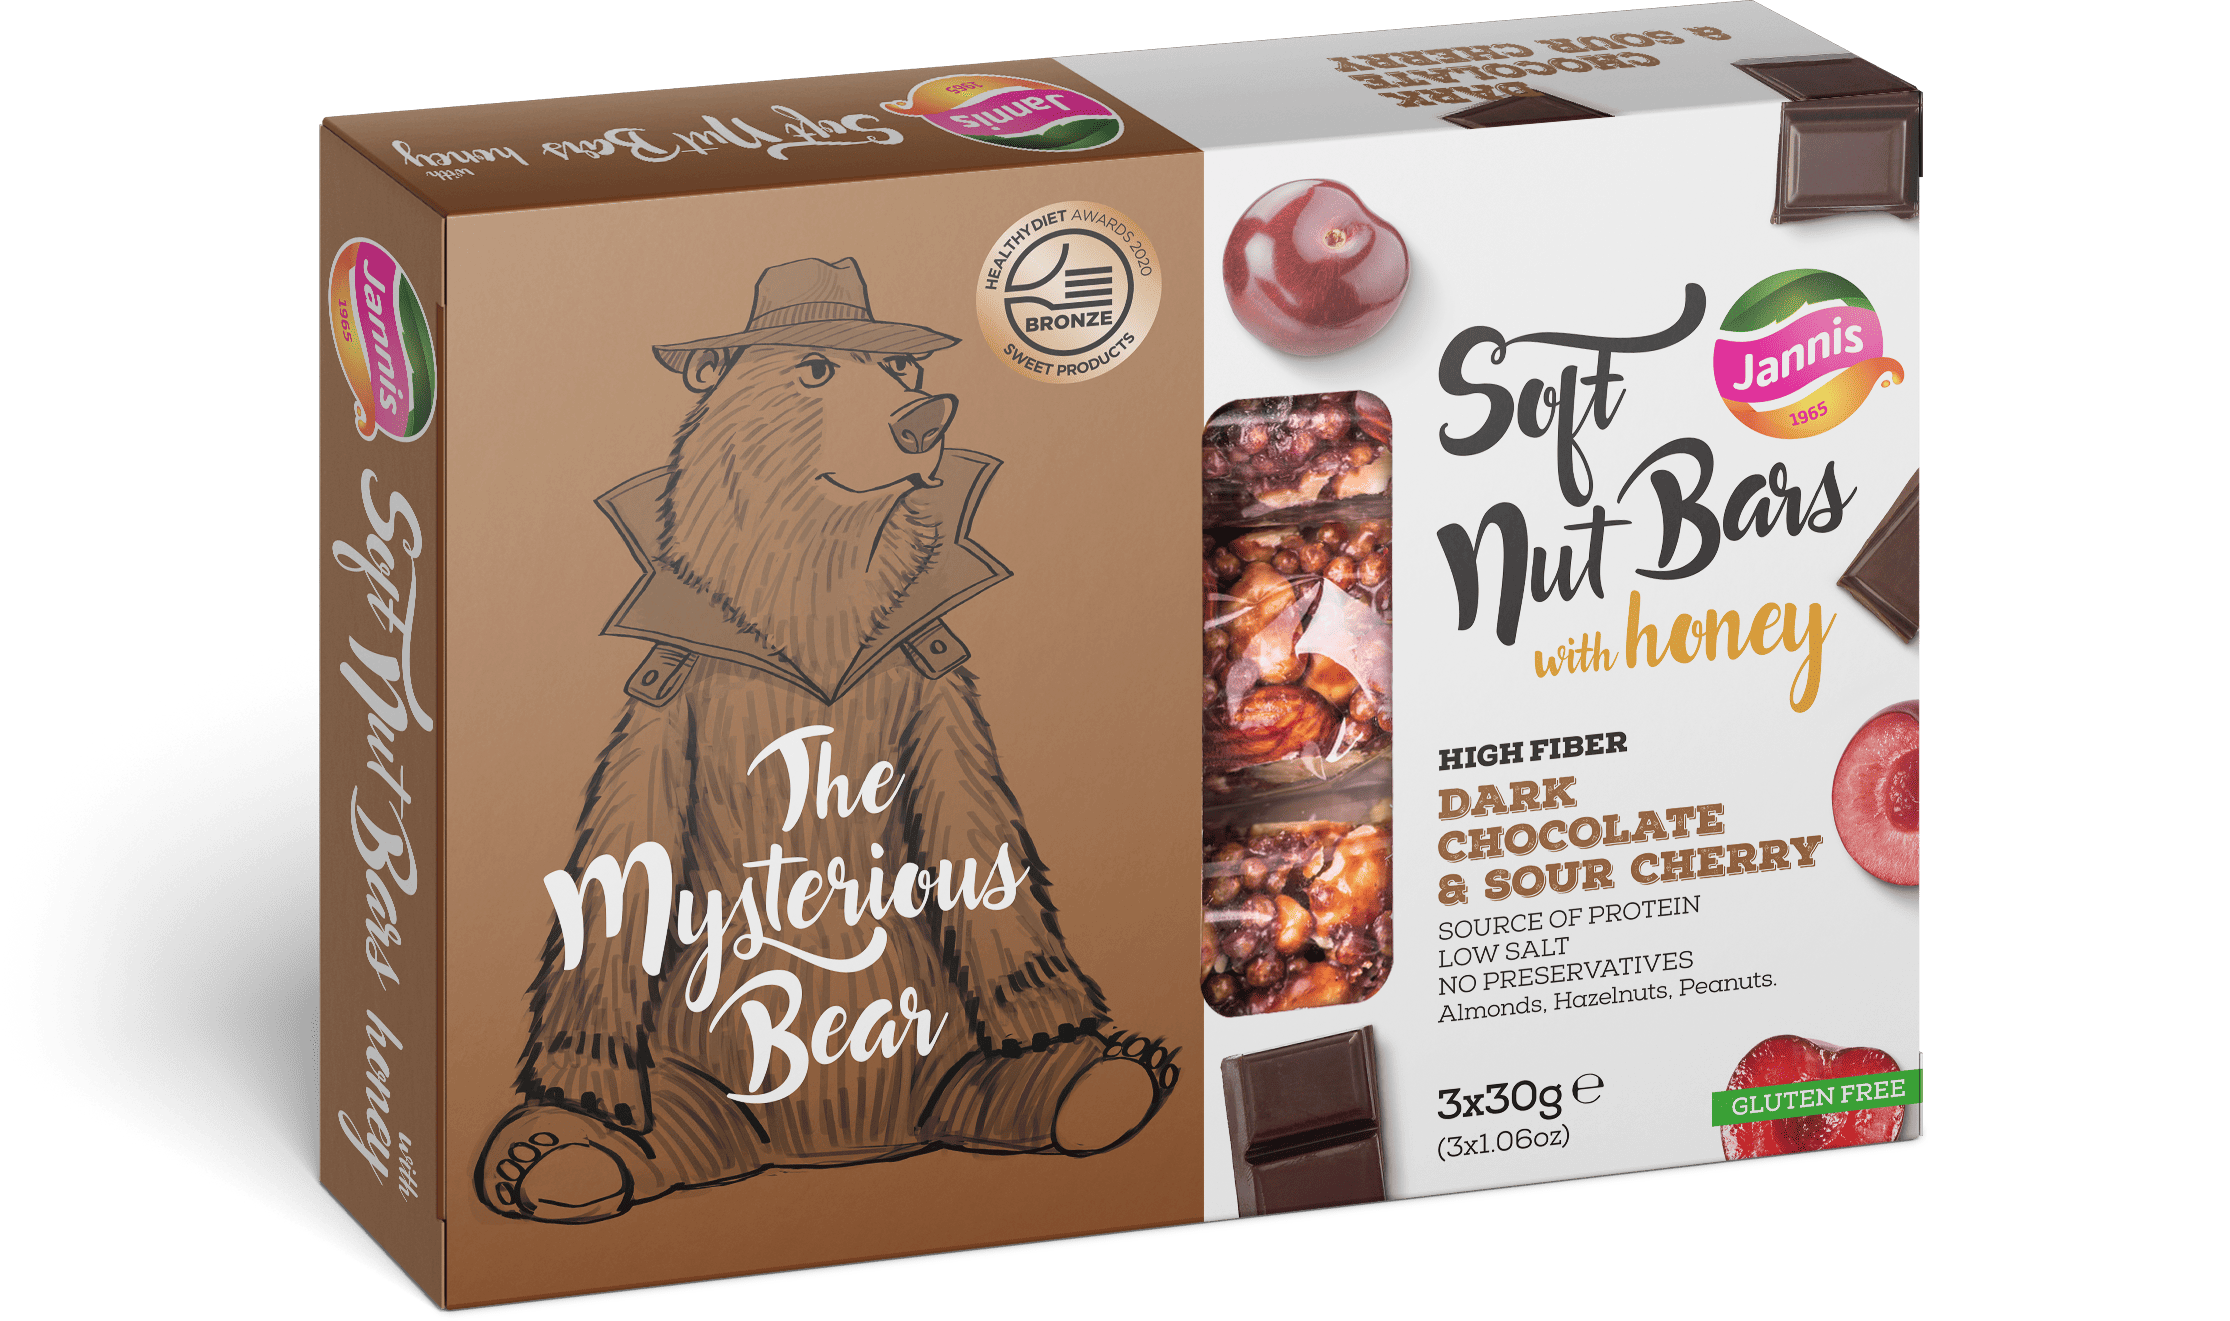 DARK
CHOCOLATE
& SOUR CHERRY
Jannis
1965
Soft Nut Bars with honey
Jannis
1965
Soft Nut Bars with honey
HEALTHY DIET AWARDS 2020
BRONZE
SWEET PRODUCTS
The
Mysterious
Bear
Jannis
1965
Soft
Nut Bars
with honey
HIGH FIBER
DARK
CHOCOLATE
& SOUR CHERRY
SOURCE OF PROTEIN
LOW SALT
NO PRESERVATIVES
Almonds, Hazelnuts, Peanuts.
3x30g ℮
(3x1.06oz)
GLUTEN FREE